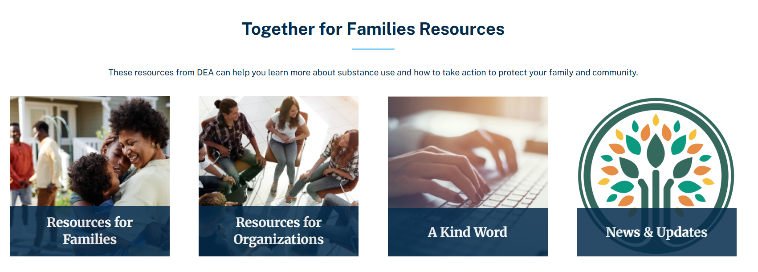 Together for Families Resources
These resources from DEA can help you learn more about substance use and how to take action to protect your family and community.
Resources for
Families
Resources for
Organizations
A Kind Word
News & Updates